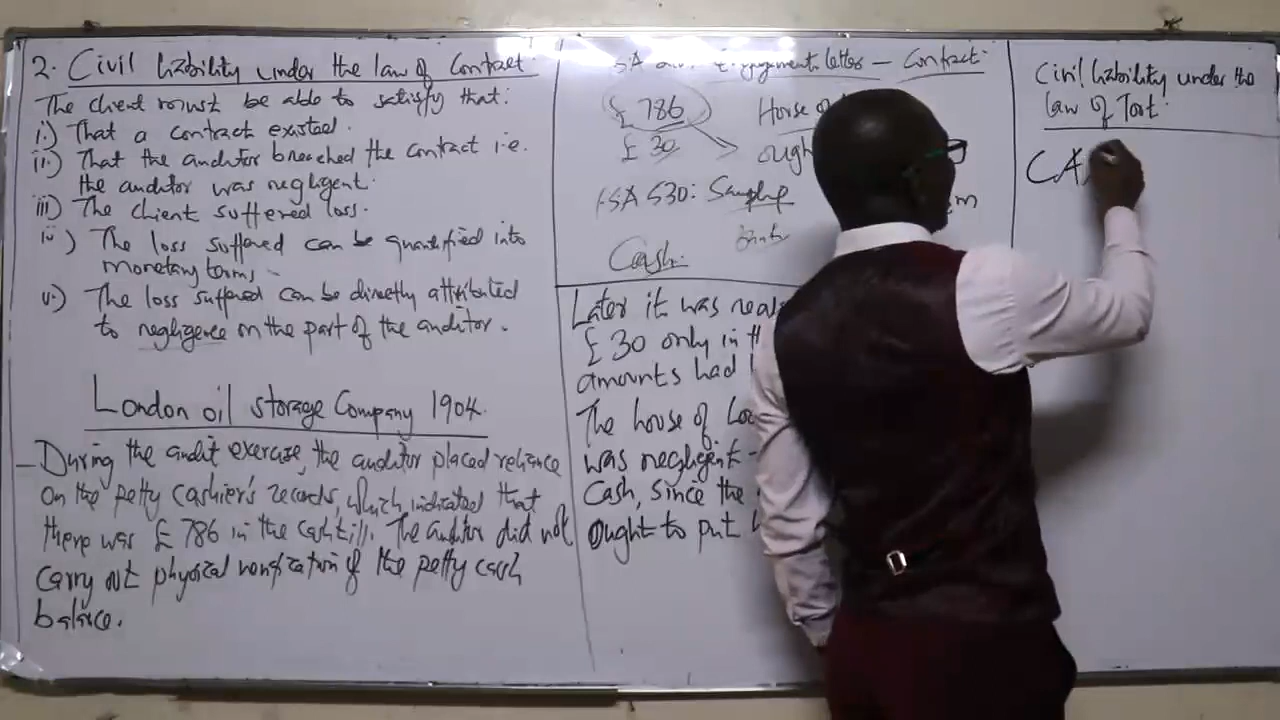 2. Civil liability under the law of Contract.
The client must be able to satisfy that:
i.) That a contract existed.
ii.) That the auditor breached the contract i.e.
the auditor was negligent.
iii) The client suffered loss.
iv) The loss suffered can be quantified into
monetary terms.
v.) The loss suffered can be directly attributed
to negligence on the part of the auditor.
London oil storage Company 1904.
- During the audit exercise, the auditor placed reliance
on the petty cashier's records, which indicated that
there was £ 786 in the cash till. The auditor did not
carry out physical verification of the petty cash
balance.
Engagement letter - Contract.
£ 786
House of
£ 30
ISA 530: Sampling
Cash.
Later it was
£ 30 only in
amounts had
The house of
was negligent
Cash, since the
ought to put
Civil liability under the
law of Tort.
CA